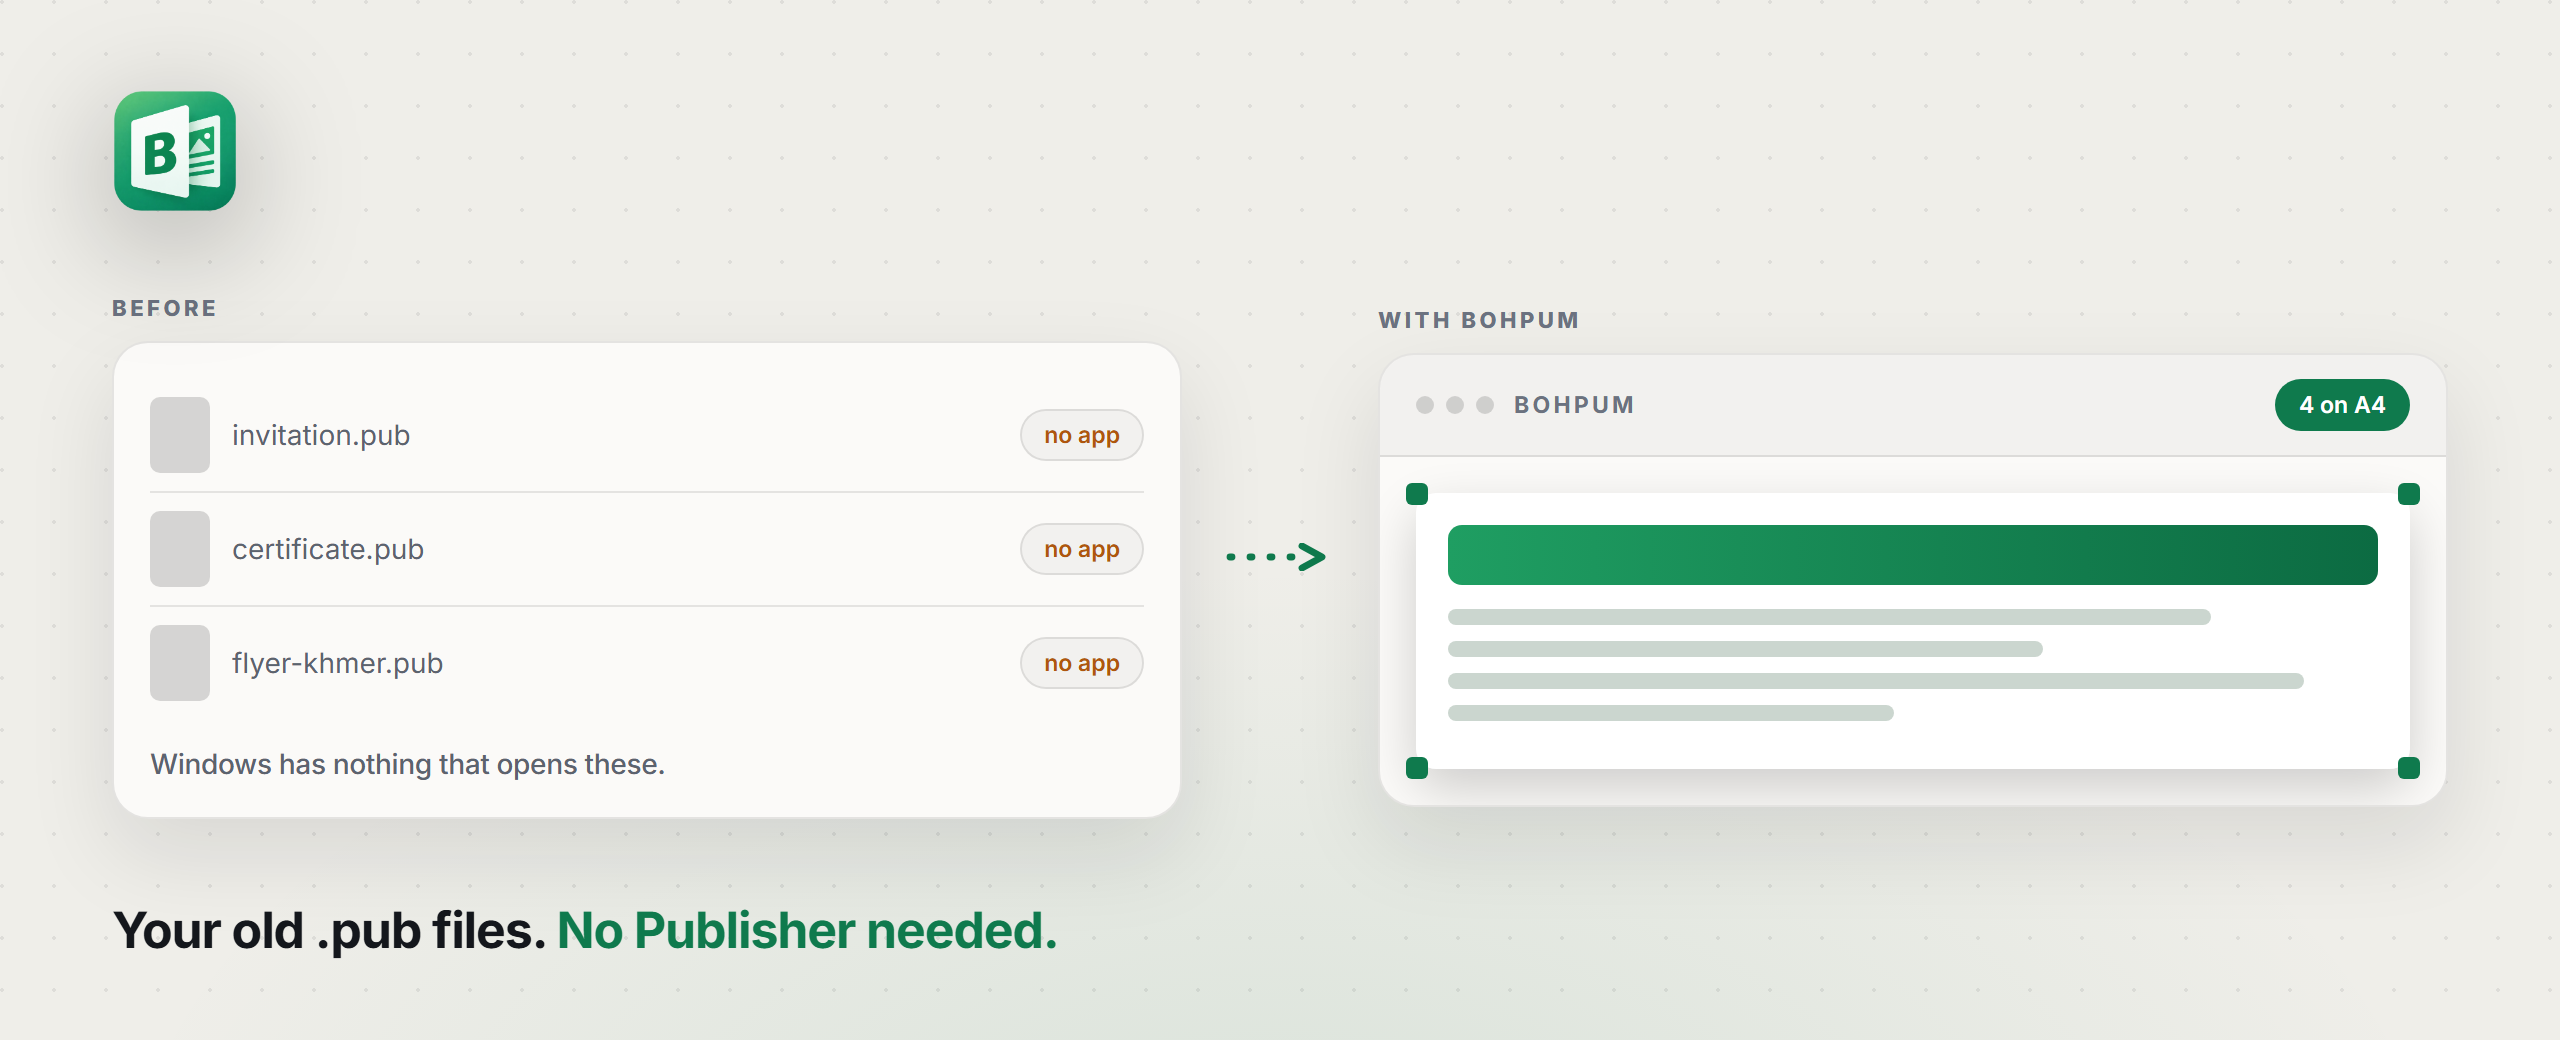 B
BEFORE
invitation.pub no app
certificate.pub no app
flyer-khmer.pub no app
Windows has nothing that opens these.
WITH BOHPUM
BOHPUM 4 on A4
Your old .pub files. No Publisher needed.